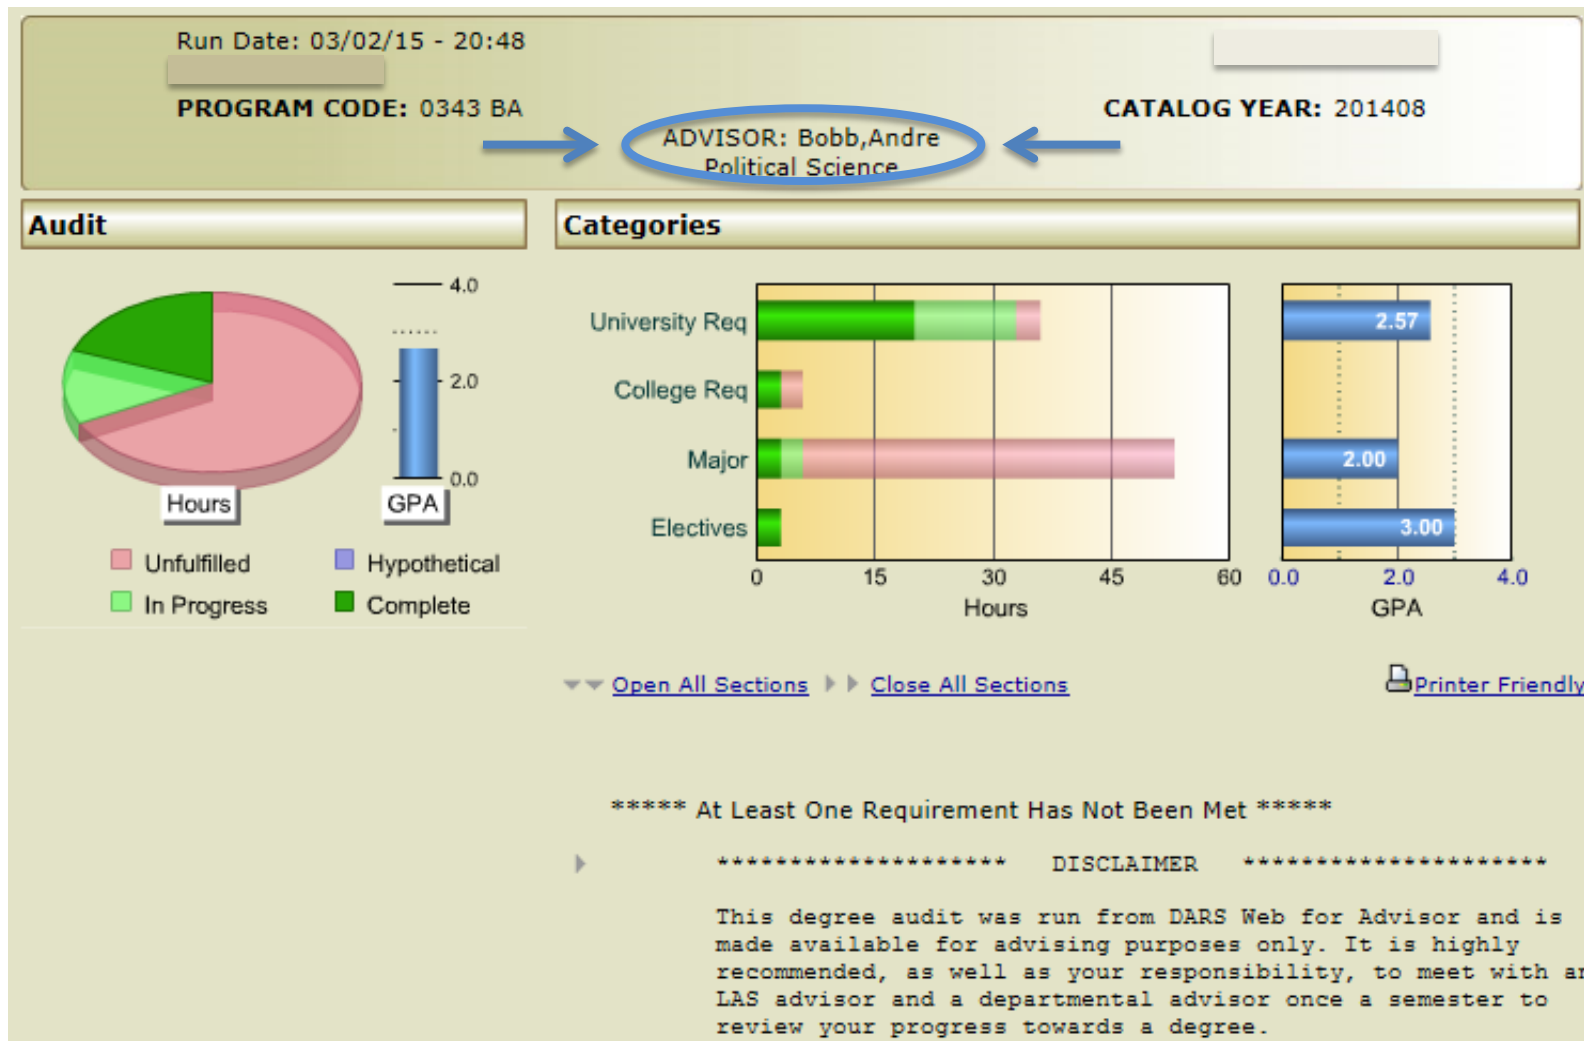 Run Date: 03/02/15 - 20:48
PROGRAM CODE: 0343 BA
CATALOG YEAR: 201408
ADVISOR: Bobb,Andre
Political Science
Audit
Categories
4.0
2.0
0.0
Hours
GPA
Unfulfilled
Hypothetical
In Progress
Complete
University Req
College Req
Major
Electives
0 15 30 45 60
Hours
2.57
2.00
3.00
0.0 2.0 4.0
GPA
Open All Sections Close All Sections
Printer Friendly
***** At Least One Requirement Has Not Been Met *****
******************** DISCLAIMER *********************
This degree audit was run from DARS Web for Advisor and is
made available for advising purposes only. It is highly
recommended, as well as your responsibility, to meet with an
LAS advisor and a departmental advisor once a semester to
review your progress towards a degree.